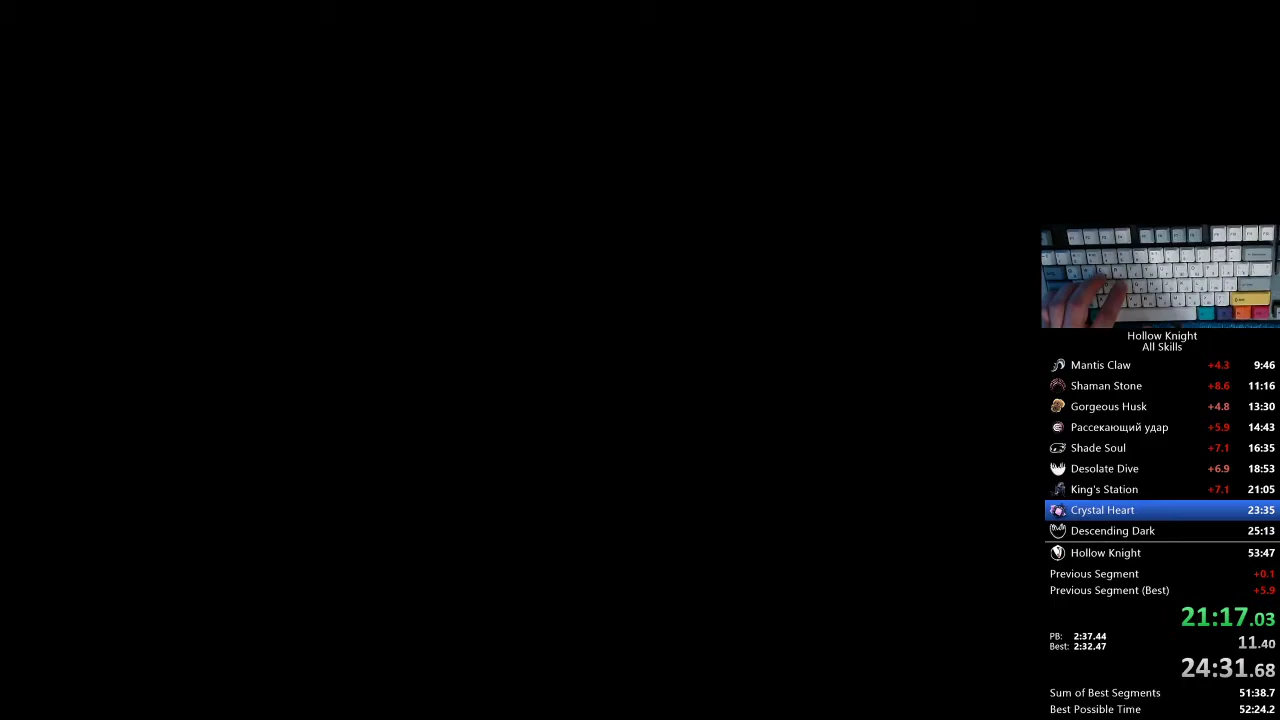 Hollow Knight
All Skills
Mantis Claw +4.3 9:46
Shaman Stone +8.6 11:16
Gorgeous Husk +4.8 13:30
Рассекающий удар +5.9 14:43
Shade Soul +7.1 16:35
Desolate Dive +6.9 18:53
King's Station +7.1 21:05
Crystal Heart 23:35
Descending Dark 25:13
Hollow Knight 53:47
Previous Segment +0.1
Previous Segment (Best) +5.9
21:17.03
PB: 2:37.44
Best: 2:32.47
11.40
24:31.68
Sum of Best Segments 51:38.7
Best Possible Time 52:24.2